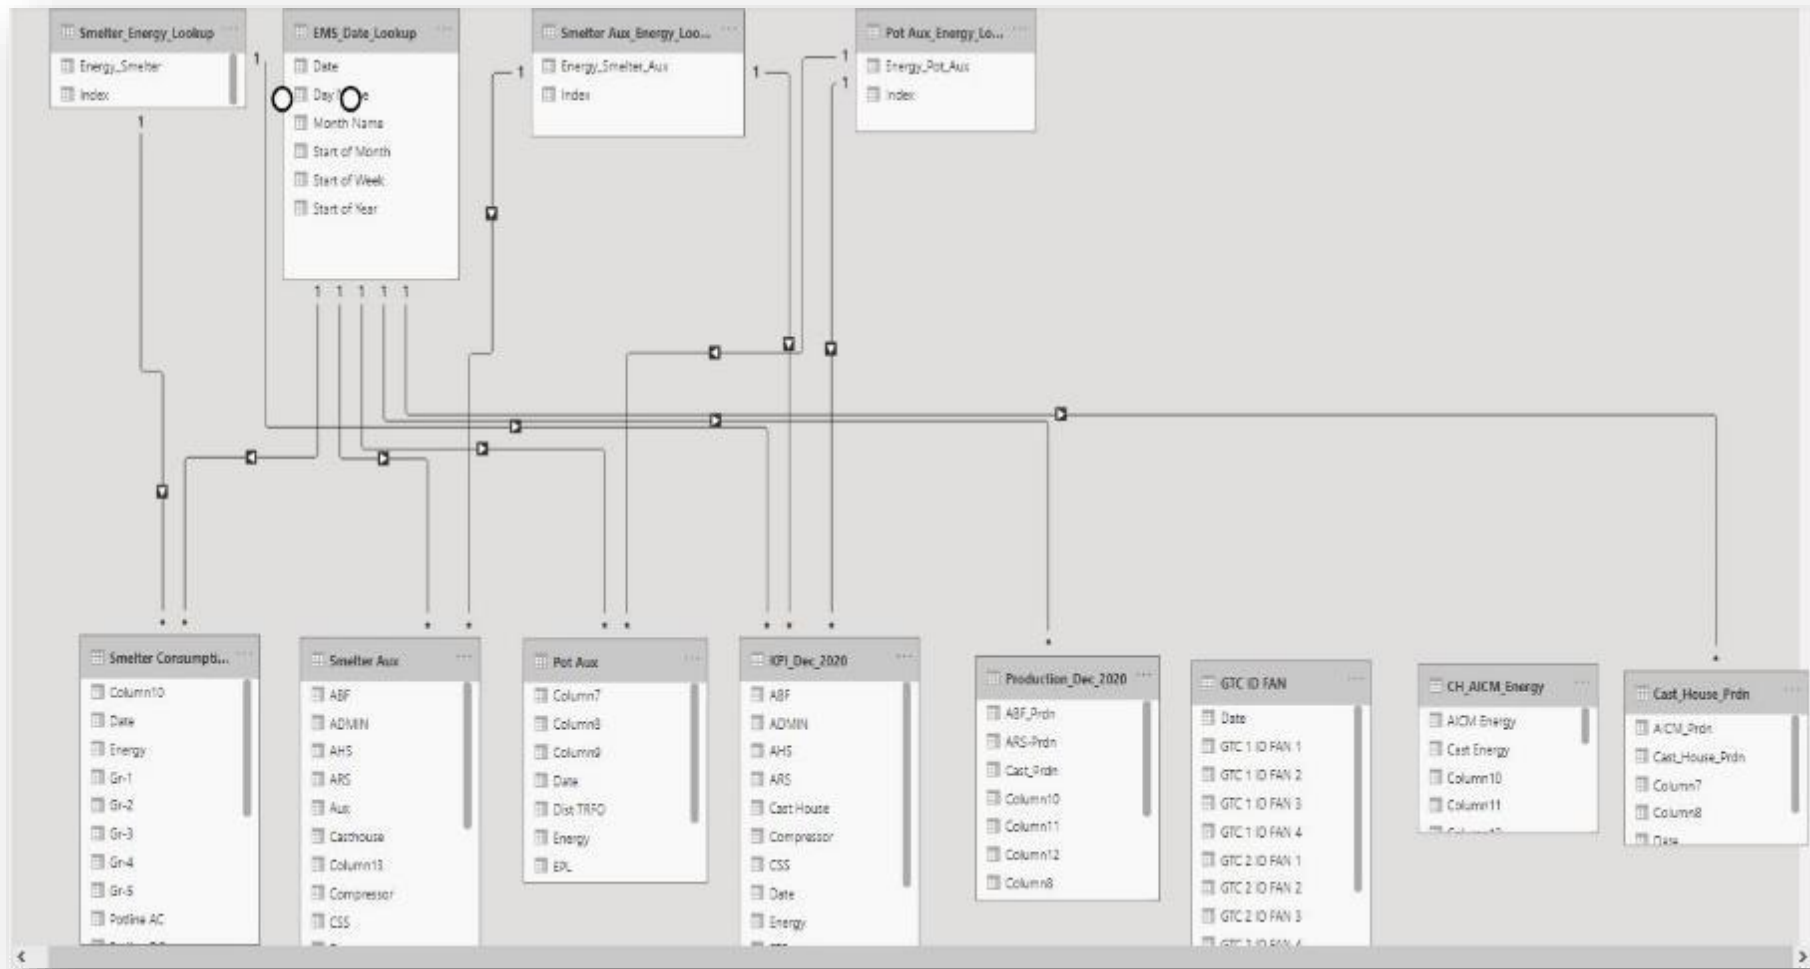 Smelter_Energy_Lookup
Energy_Smelter
Index
1
1
EMS_Date_Lookup
Date
Month Name
Start of Month
Start of Week
Start of Year
1 1 1 1 1
Smelter Aux_Energy_Loo...
Energy_Smelter_Aux
Index
1
1
Pot Aux_Energy_Lo...
Energy_Pot_Aux
Index
1
1
* *
* *
* *
* * *
*
*
Smelter Consumpti...
Column10
Date
Energy
Gr-1
Gr-2
Gr-3
Gr-4
Gr-5
Potline AC
Smelter Aux
ABF
ADMIN
AHS
ARS
Aux
Casthouse
Column13
Compressor
CSS
Pot Aux
Column7
Column8
Column9
Date
Dist TRFO
Energy
EPL
KPI_Dec_2020
ABF
ADMIN
AHS
ARS
Cast House
Compressor
CSS
Date
Energy
Production_Dec_2020
ABF_Prdn
ARS-Prdn
Cast_Prdn
Column10
Column11
Column12
Column8
GTC ID FAN
Date
GTC 1 ID FAN 1
GTC 1 ID FAN 2
GTC 1 ID FAN 3
GTC 1 ID FAN 4
GTC 2 ID FAN 1
GTC 2 ID FAN 2
GTC 2 ID FAN 3
CH_AICM_Energy
AICM Energy
Cast Energy
Column10
Column11
Cast_House_Prdn
AICM_Prdn
Cast_House_Prdn
Column7
Column8
Date